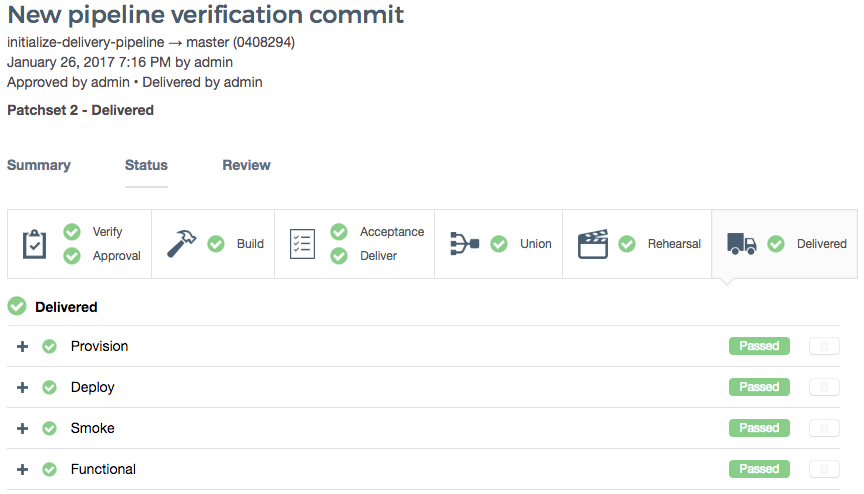 New pipeline verification commit
initialize-delivery-pipeline → master (0408294)
January 26, 2017 7:16 PM by admin
Approved by admin • Delivered by admin
Patchset 2 - Delivered
Summary Status Review
Verify
Approval
Build
Acceptance
Deliver
Union
Rehearsal
Delivered
Delivered
Provision Passed
Deploy Passed
Smoke Passed
Functional Passed